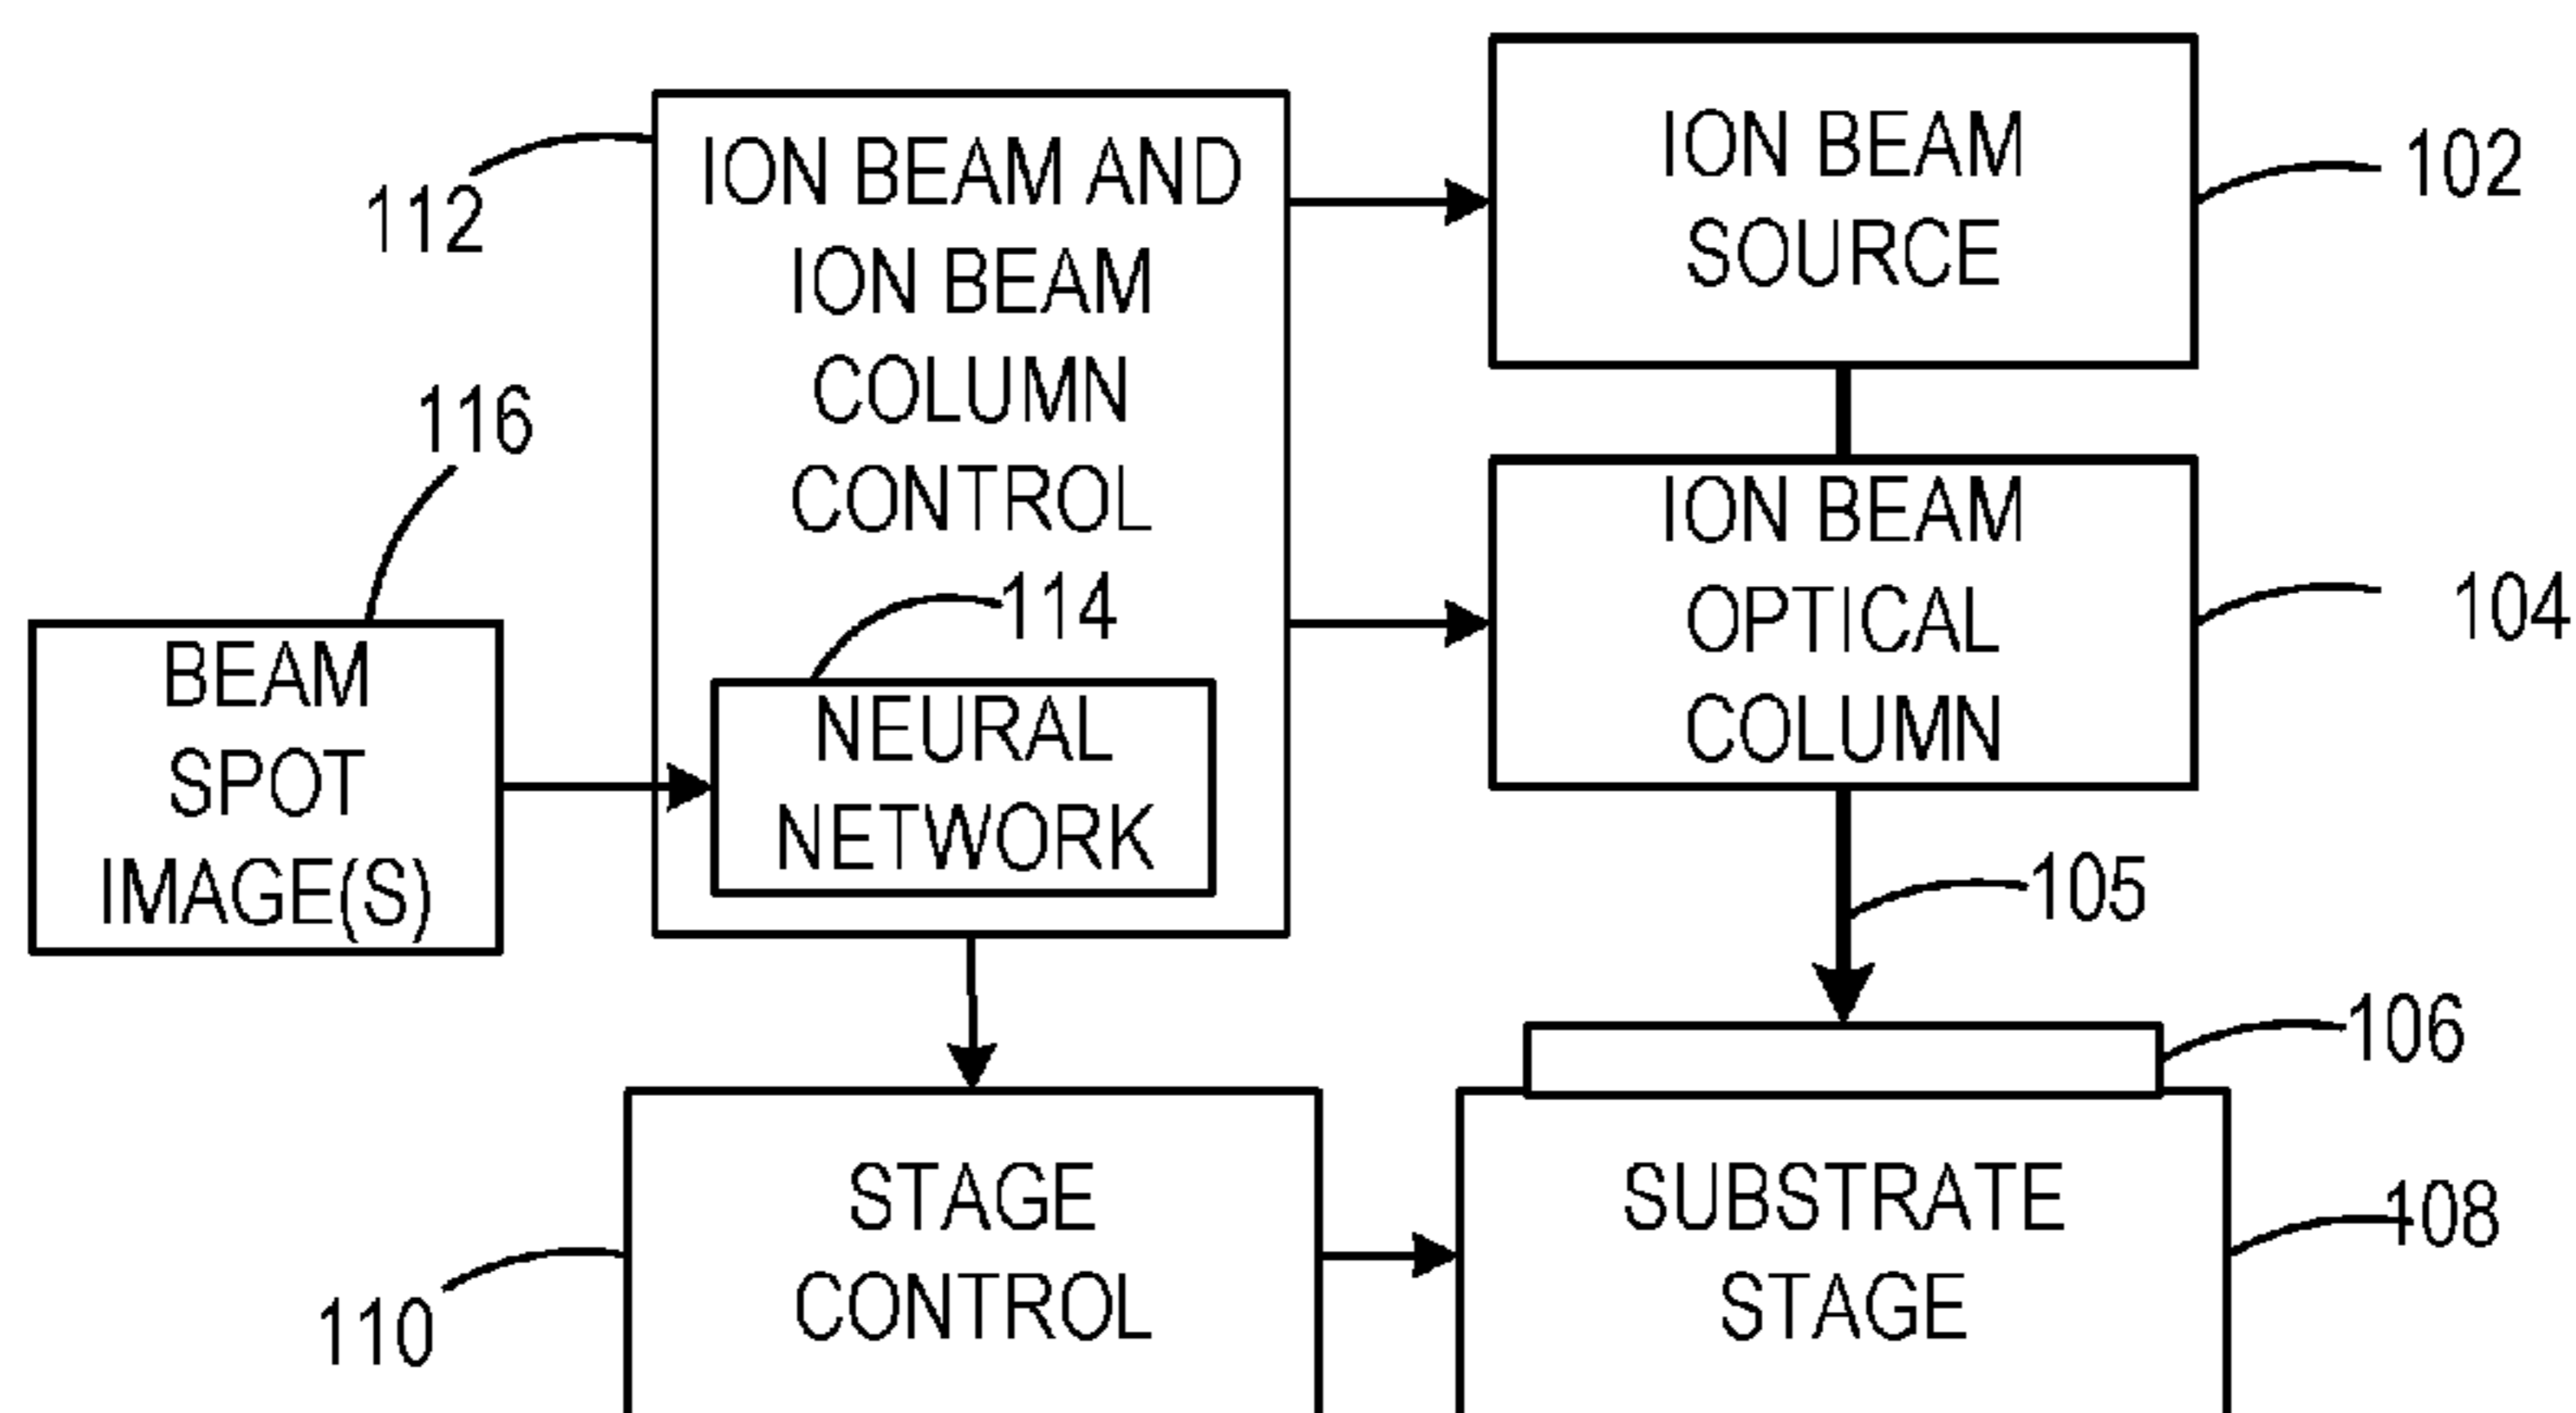 ION BEAM AND
ION BEAM
COLUMN
CONTROL
112
ION BEAM
SOURCE
102
116
114
NEURAL
NETWORK
ION BEAM
OPTICAL
COLUMN
104
BEAM
SPOT
IMAGE(S)
105
106
STAGE
CONTROL
110
SUBSTRATE
STAGE
108